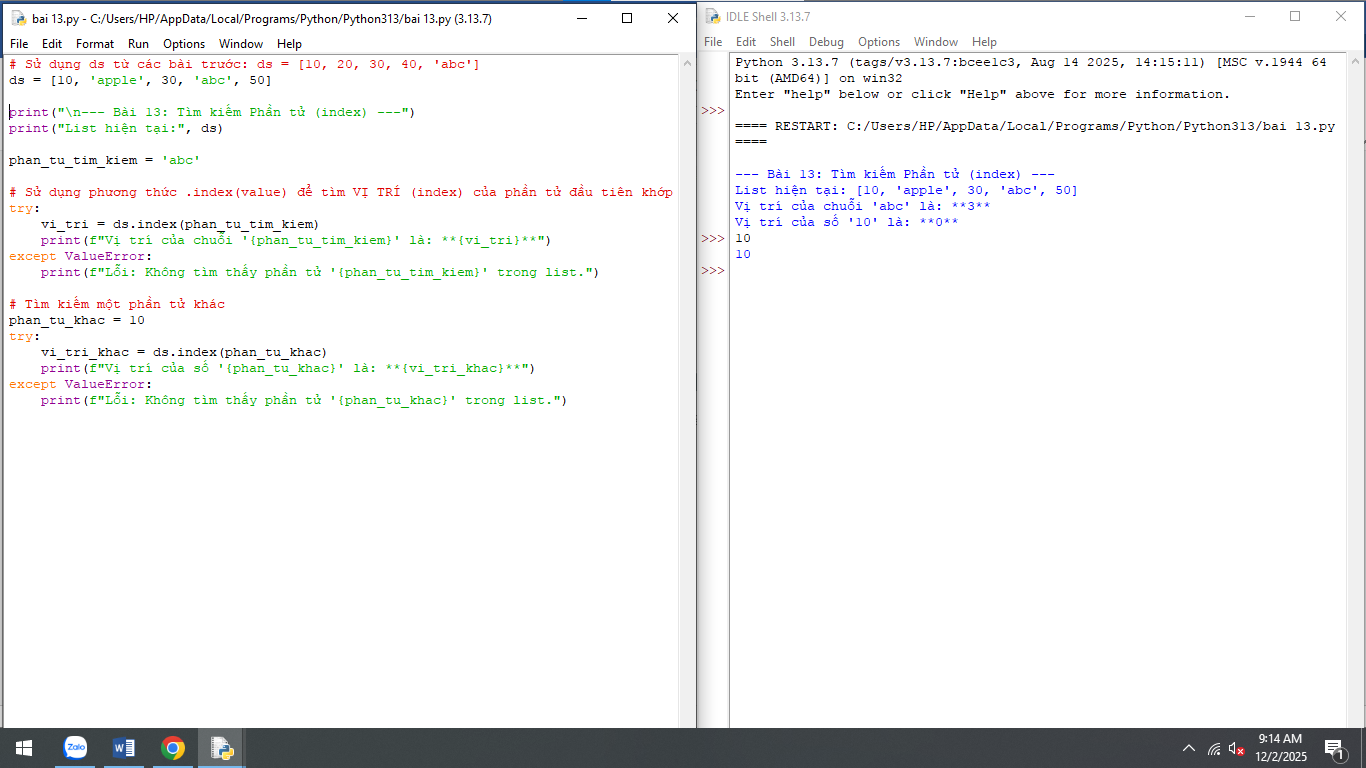 bai 13.py - C:/Users/HP/AppData/Local/Programs/Python/Python313/bai 13.py (3.13.7)
File Edit Format Run Options Window Help
# Sử dụng ds từ các bài trước: ds = [10, 20, 30, 40, 'abc']
ds = [10, 'apple', 30, 'abc', 50]
print("\n--- Bài 13: Tìm kiếm Phần tử (index) ---")
print("List hiện tại:", ds)
phan_tu_tim_kiem = 'abc'
# Sử dụng phương thức .index(value) để tìm VỊ TRÍ (index) của phần tử đầu tiên khớp
try:
    vi_tri = ds.index(phan_tu_tim_kiem)
    print(f"Vị trí của chuỗi '{phan_tu_tim_kiem}' là: **{vi_tri}**")
except ValueError:
    print(f"Lỗi: Không tìm thấy phần tử '{phan_tu_tim_kiem}' trong list.")
# Tìm kiếm một phần tử khác
phan_tu_khac = 10
try:
    vi_tri_khac = ds.index(phan_tu_khac)
    print(f"Vị trí của số '{phan_tu_khac}' là: **{vi_tri_khac}**")
except ValueError:
    print(f"Lỗi: Không tìm thấy phần tử '{phan_tu_khac}' trong list.")
IDLE Shell 3.13.7
File Edit Shell Debug Options Window Help
Python 3.13.7 (tags/v3.13.7:bcee1c3, Aug 14 2025, 14:15:11) [MSC v.1944 64
bit (AMD64)] on win32
Enter "help" below or click "Help" above for more information.
>>>
==== RESTART: C:/Users/HP/AppData/Local/Programs/Python/Python313/bai 13.py
====
--- Bài 13: Tìm kiếm Phần tử (index) ---
List hiện tại: [10, 'apple', 30, 'abc', 50]
Vị trí của chuỗi 'abc' là: **3**
Vị trí của số '10' là: **0**
>>> 10
10
>>>
Zalo
9:14 AM
12/2/2025
1